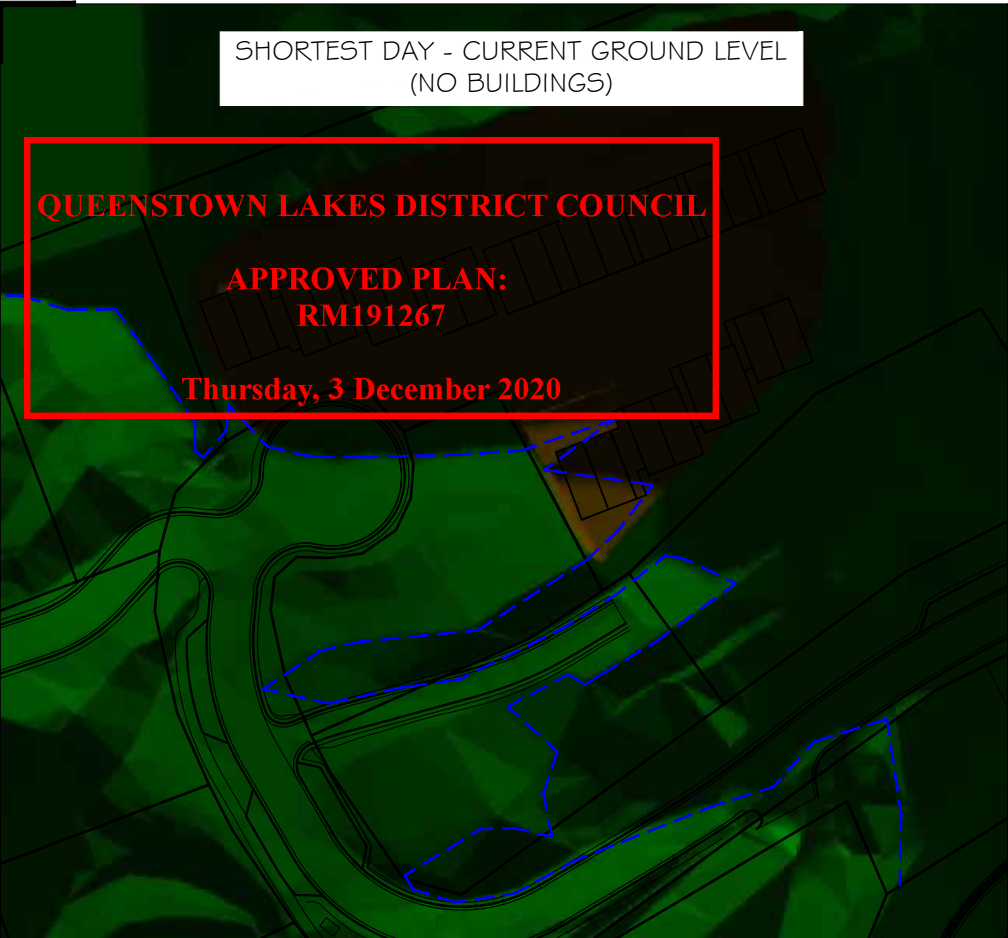 SHORTEST DAY - CURRENT GROUND LEVEL
(NO BUILDINGS)
QUEENSTOWN LAKES DISTRICT COUNCIL
APPROVED PLAN:
RM191267
Thursday, 3 December 2020